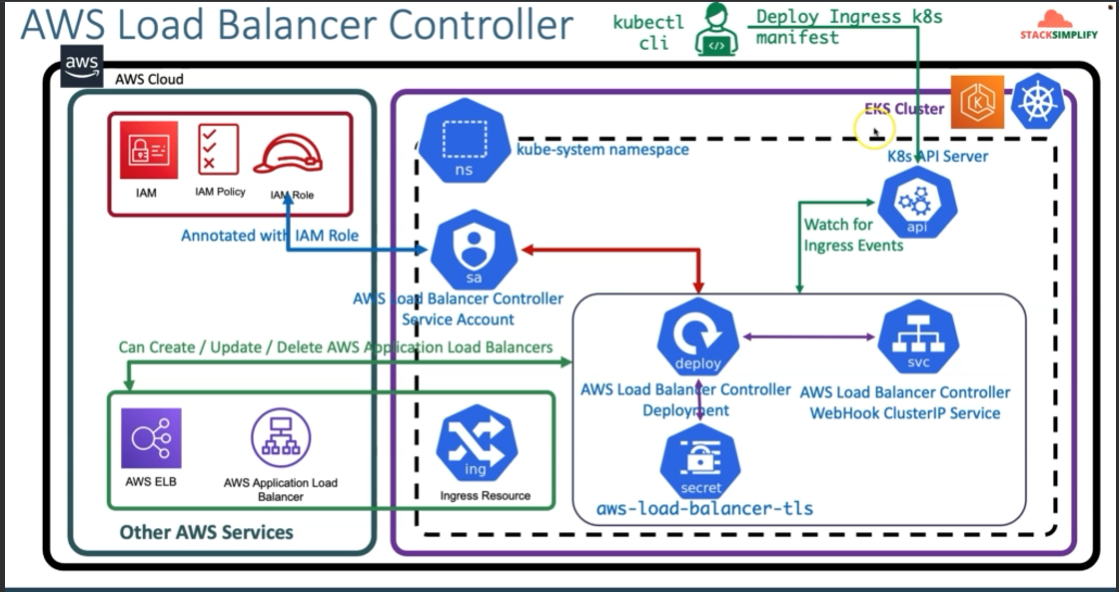 AWS Load Balancer Controller
kubectl
cli
Deploy Ingress k8s
manifest
STACKSIMPLIFY
aws
AWS Cloud
EKS Cluster
IAM
IAM Policy
IAM Role
ns
kube-system namespace
K8s API Server
api
Annotated with IAM Role
sa
Watch for
Ingress Events
AWS Load Balancer Controller
Service Account
Can Create / Update / Delete AWS Application Load Balancers
deploy
svc
AWS Load Balancer Controller
Deployment
AWS Load Balancer Controller
WebHook ClusterIP Service
AWS ELB
AWS Application Load
Balancer
ing
Ingress Resource
secret
aws-load-balancer-tls
Other AWS Services